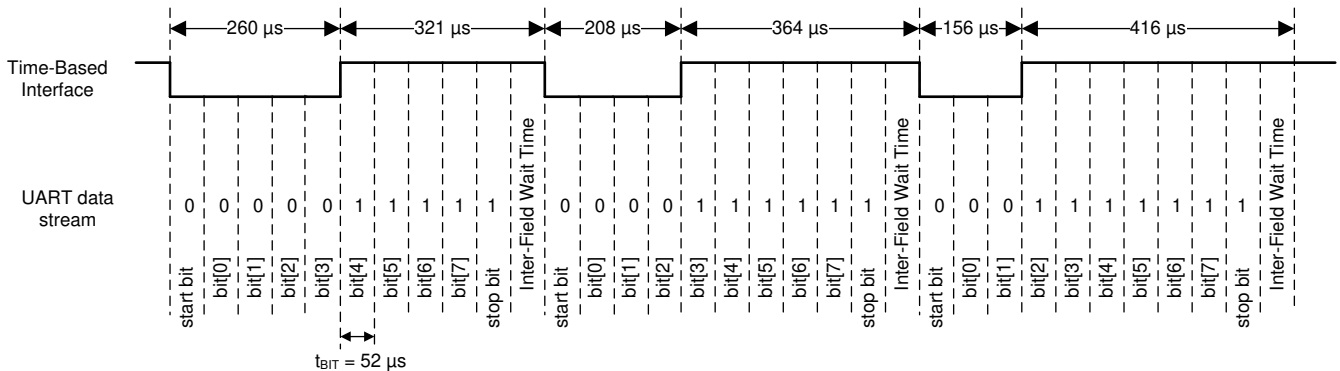 260 µs 321 µs 208 µs 364 µs 156 µs 416 µs
Time-Based
Interface
UART data
stream
0 0 0 0 0 1 1 1 1 1 0 0 0 0 1 1 1 1 1 1 0 0 0 1 1 1 1 1 1 1
start bit
bit[0]
bit[1]
bit[2]
bit[3]
bit[4]
bit[5]
bit[6]
bit[7]
stop bit
Inter-Field Wait Time
start bit
bit[0]
bit[1]
bit[2]
bit[3]
bit[4]
bit[5]
bit[6]
bit[7]
stop bit
Inter-Field Wait Time
start bit
bit[0]
bit[1]
bit[2]
bit[3]
bit[4]
bit[5]
bit[6]
bit[7]
stop bit
Inter-Field Wait Time
tBIT = 52 µs